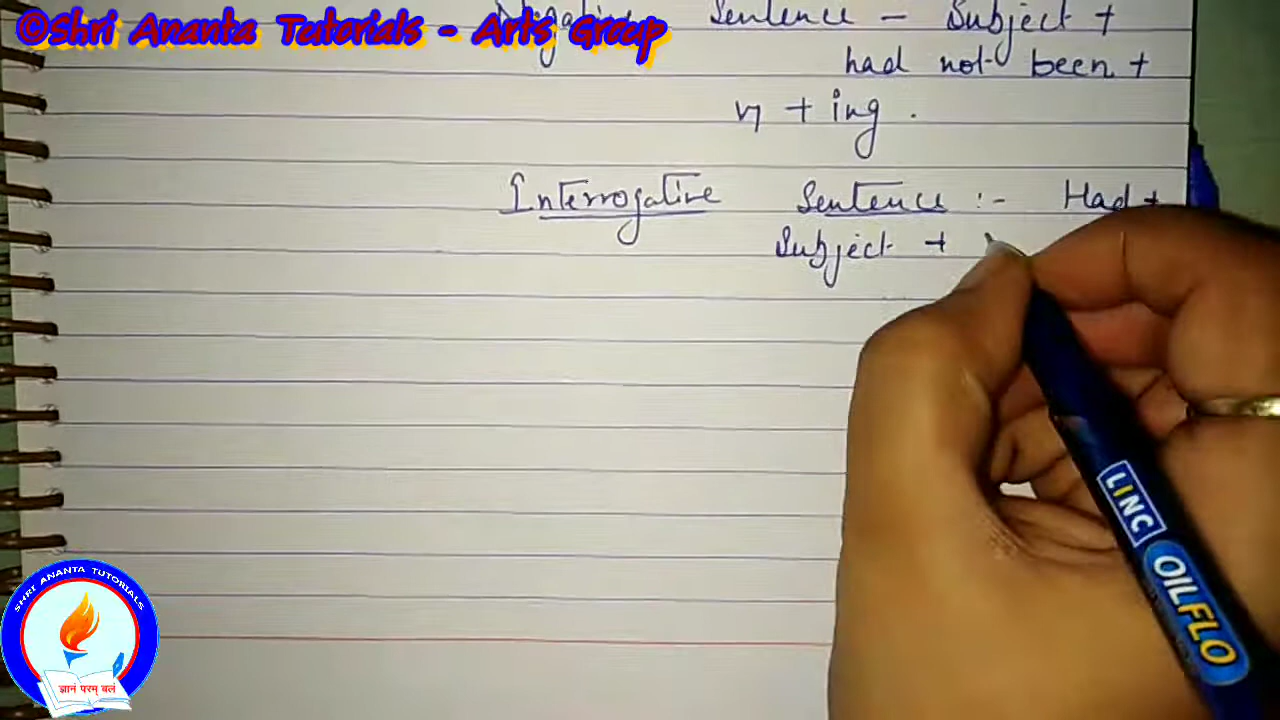 ©Shri Ananta Tutorials - Arts Group
Negative Sentence - Subject +
had not been +
v1 + ing .
Interrogative Sentence :- Had +
Subject +
LINC
OILFLO
SHRI ANANTA TUTORIALS
ज्ञानं परमं बलं